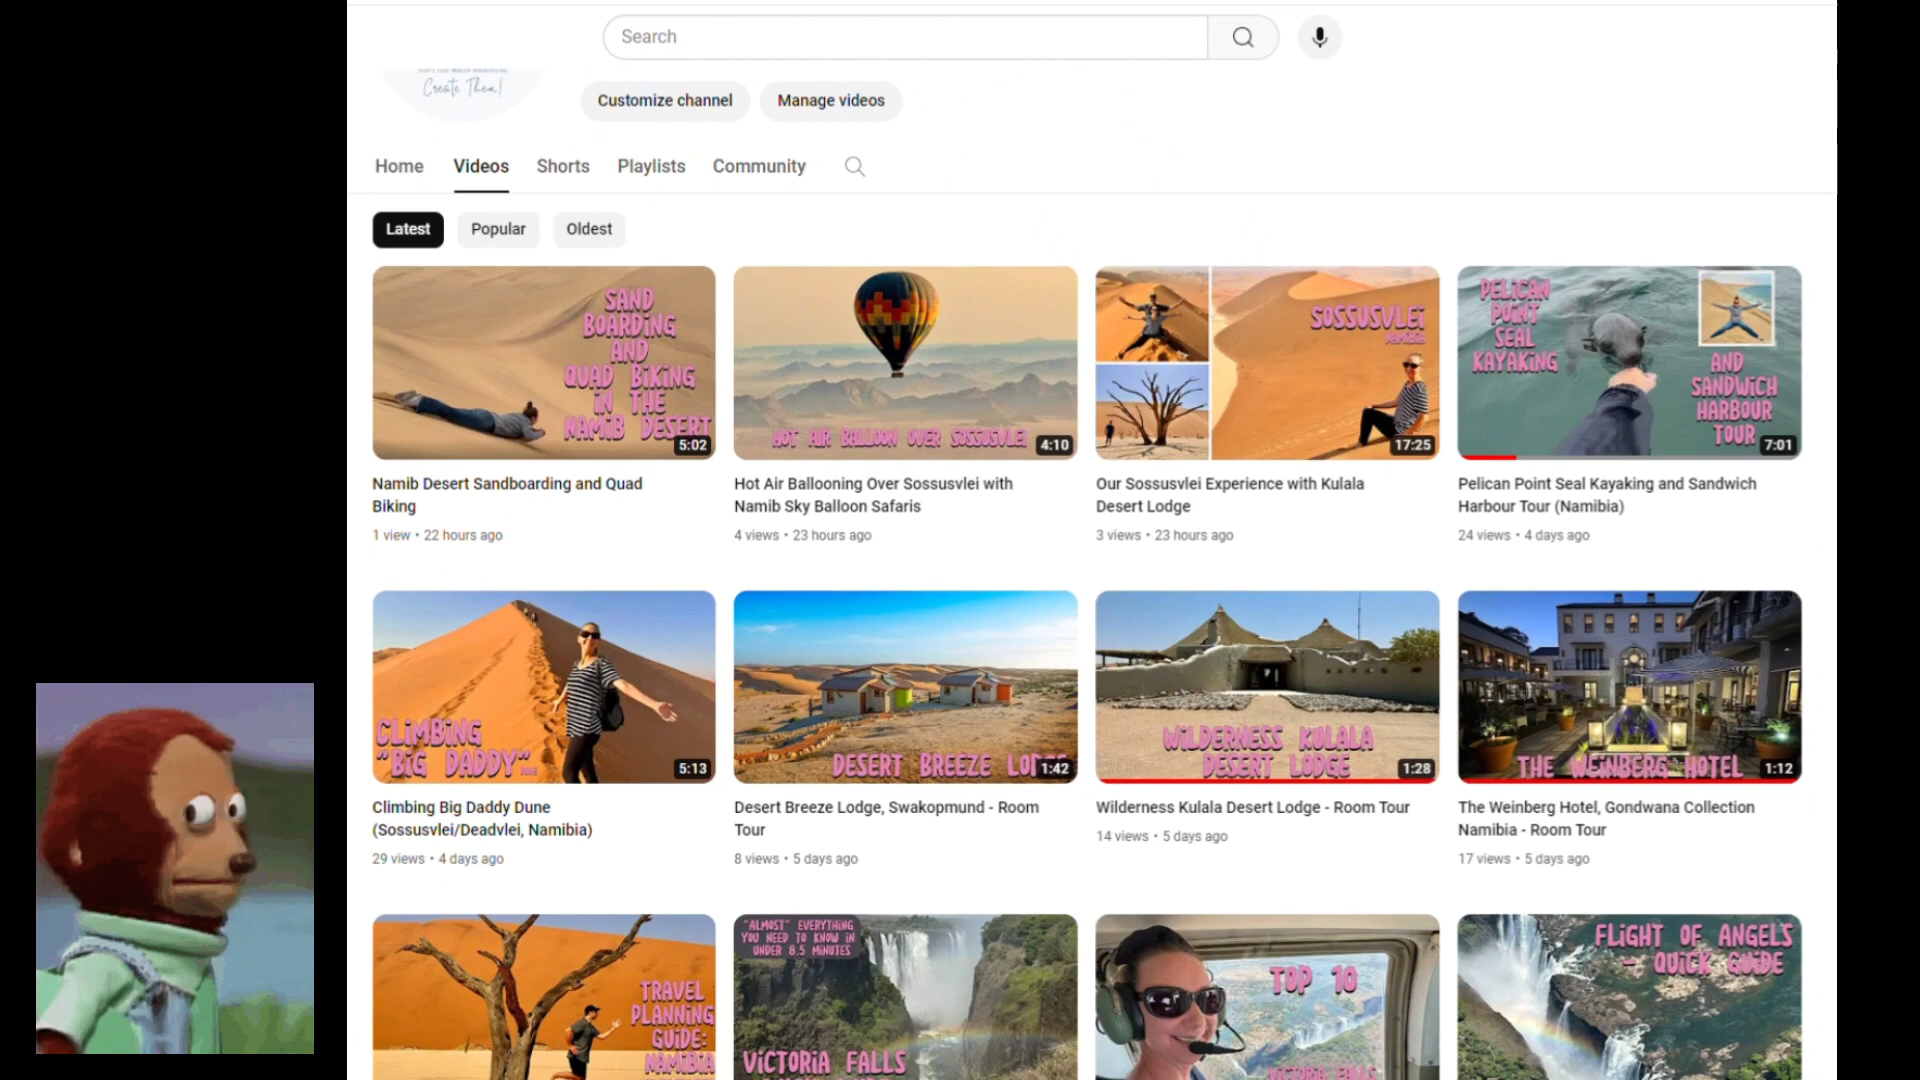 Search
Create Them!
Customize channel
Manage videos
Home
Videos
Shorts
Playlists
Community
Latest
Popular
Oldest
SAND
BOARDING
AND
QUAD BIKING
IN THE
NAMIB DESERT
5:02
HOT AIR BALLOON OVER SOSSUSVLEI
4:10
SOSSUSVLEI
NAMIBIA
17:25
PELICAN
POINT
SEAL
KAYAKING
AND
SANDWICH
HARBOUR
TOUR
7:01
Namib Desert Sandboarding and Quad
Biking
1 view • 22 hours ago
Hot Air Ballooning Over Sossusvlei with
Namib Sky Balloon Safaris
4 views • 23 hours ago
Our Sossusvlei Experience with Kulala
Desert Lodge
3 views • 23 hours ago
Pelican Point Seal Kayaking and Sandwich
Harbour Tour (Namibia)
24 views • 4 days ago
CLIMBING
"BIG DADDY" DUNE
5:13
DESERT BREEZE
1:42
WILDERNESS KULALA
DESERT LODGE
1:28
THE WEINBERG HOTEL
1:12
Climbing Big Daddy Dune
(Sossusvlei/Deadvlei, Namibia)
29 views • 4 days ago
Desert Breeze Lodge, Swakopmund - Room
Tour
8 views • 5 days ago
Wilderness Kulala Desert Lodge - Room Tour
14 views • 5 days ago
The Weinberg Hotel, Gondwana Collection
Namibia - Room Tour
17 views • 5 days ago
TRAVEL
PLANNING
GUIDE:
NAMIBIA
"ALMOST" EVERYTHING
YOU NEED TO KNOW IN
UNDER 8.5 MINUTES
VICTORIA FALLS
TOP 10
VICTORIA FALLS
FLIGHT OF ANGELS
- QUICK GUIDE